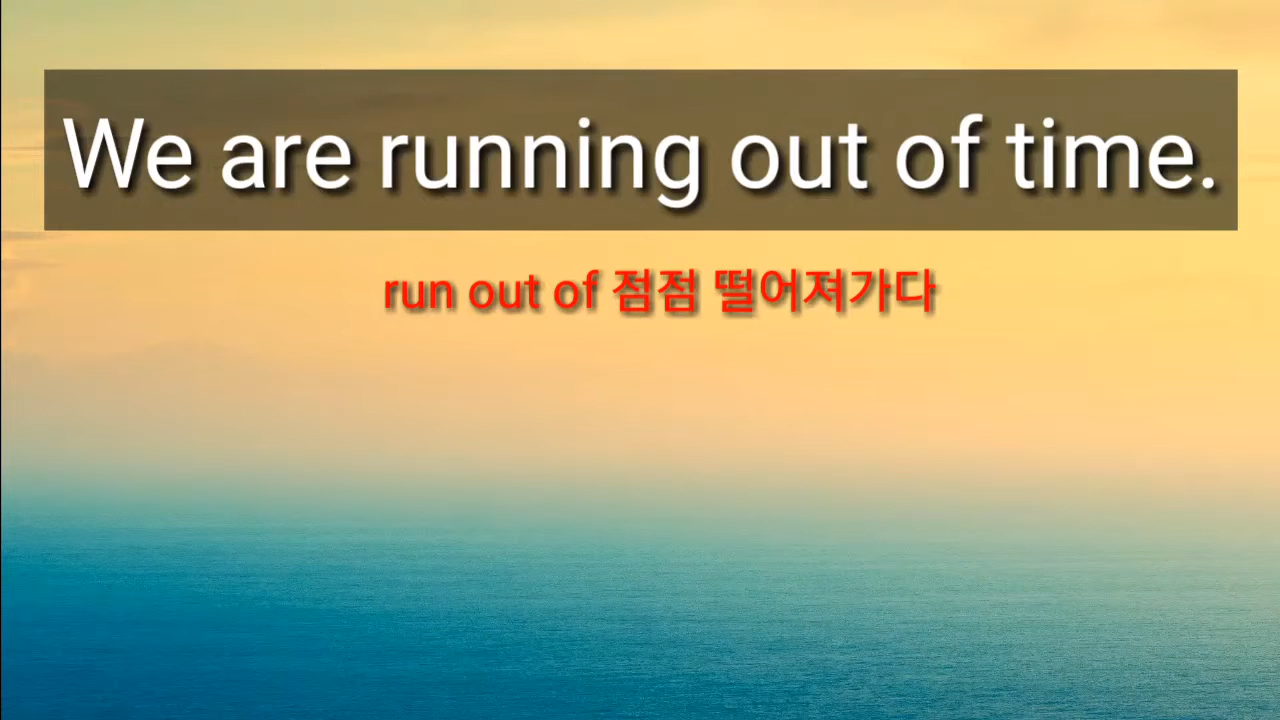 We are running out of time.
run out of 점점 떨어져가다